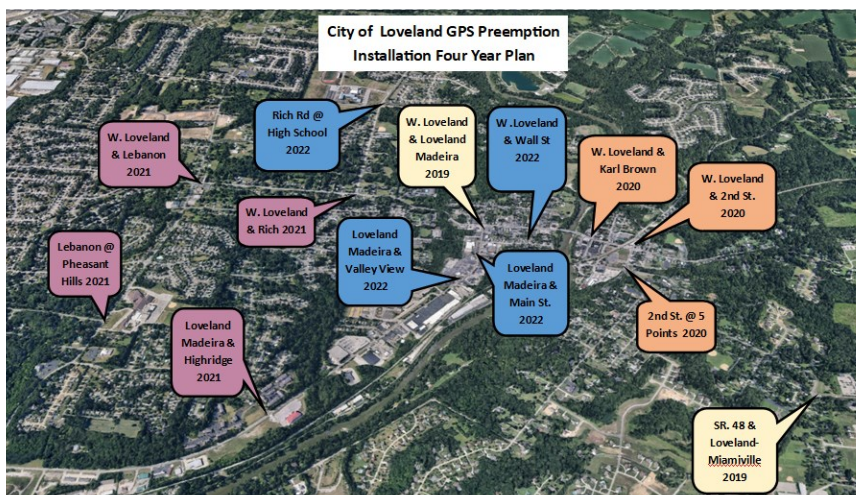 City of Loveland GPS Preemption
Installation Four Year Plan
Rich Rd @
High School
2022
W. Loveland
& Loveland
Madeira
2019
W .Loveland
& Wall St
2022
W. Loveland
& Lebanon
2021
W. Loveland &
Karl Brown
2020
W. Loveland
& 2nd St.
2020
W. Loveland
& Rich 2021
Lebanon @
Pheasant
Hills 2021
Loveland
Madeira &
Valley View
2022
Loveland
Madeira &
Main St.
2022
2nd St. @ 5
Points 2020
Loveland
Madeira &
Highridge
2021
SR. 48 &
Loveland-
Miamiville
2019